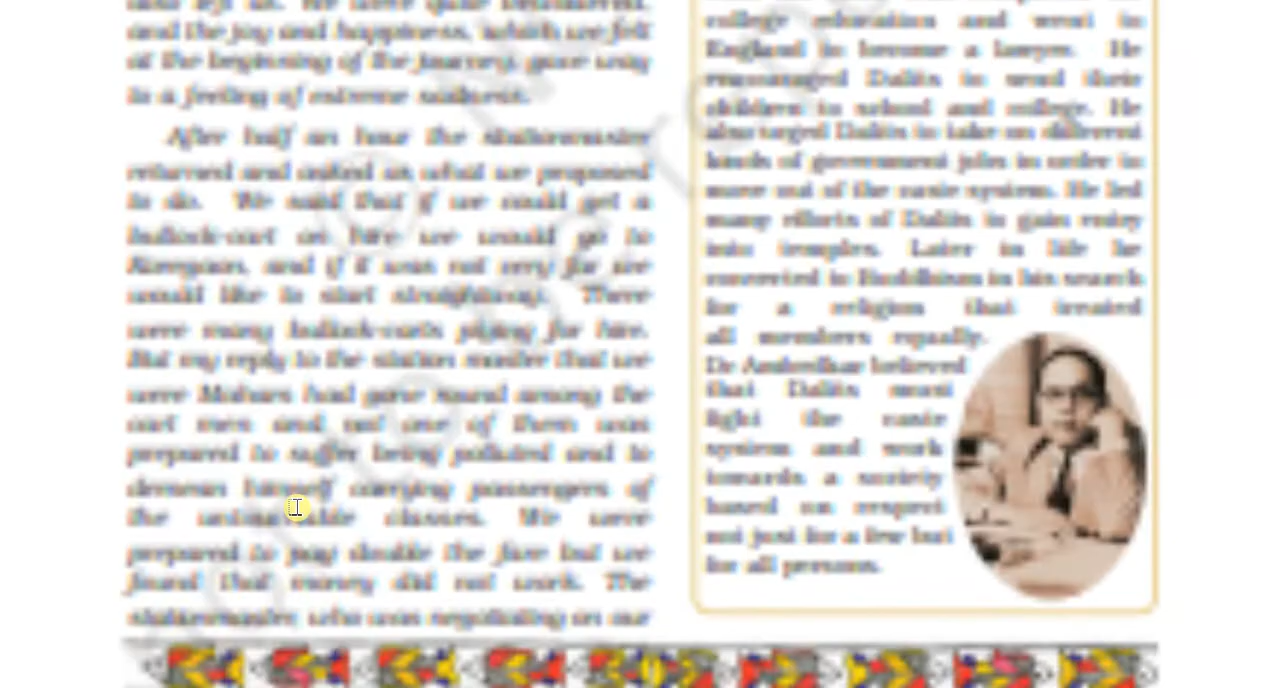 and the joy and happiness, which we felt
at the beginning of the journey, gave way
to a feeling of extreme sadness.
After half an hour the stationmaster
returned and asked us what we proposed
to do. We said that if we could get a
bullock-cart on hire we would go to
Koregaon, and if it was not very far we
would like to start straightaway. There
were many bullock-carts plying for hire.
But my reply to the station master that we
were Mahars had gone round among the
cart men and not one of them was
prepared to suffer being polluted and to
demean himself carrying passengers of
the untouchable classes. We were
prepared to pay double the fare but we
found that money did not work. The
stationmaster who was negotiating on our
college education and went to
England to become a lawyer. He
encouraged Dalits to send their
children to school and college. He
also urged Dalits to take on different
kinds of government jobs in order to
move out of the caste system. He led
many efforts of Dalits to gain entry
into temples. Later in life he
converted to Buddhism in his search
for a religion that treated
all members equally.
Dr Ambedkar believed
that Dalits must
fight the caste
system and work
towards a society
based on respect
not just for a few but
for all persons.